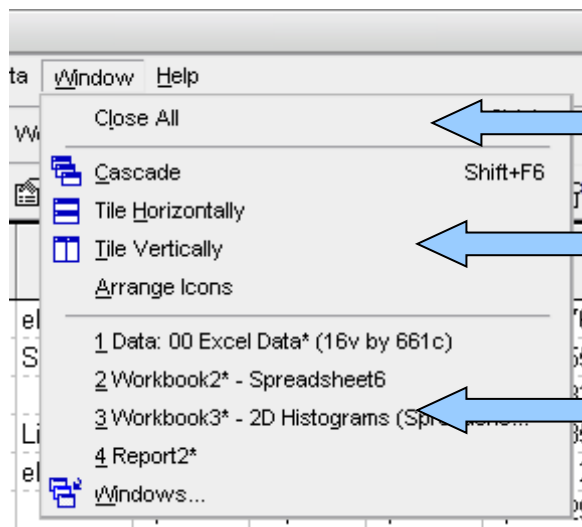 ta Window Help
Close All
Cascade Shift+F6
Tile Horizontally
Tile Vertically
Arrange Icons
1 Data: 00 Excel Data* (16v by 661c)
2 Workbook2* - Spreadsheet6
3 Workbook3* - 2D Histograms
4 Report2*
Windows...